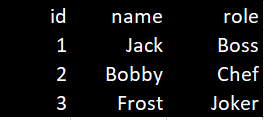 id name role
1 Jack Boss
2 Bobby Chef
3 Frost Joker